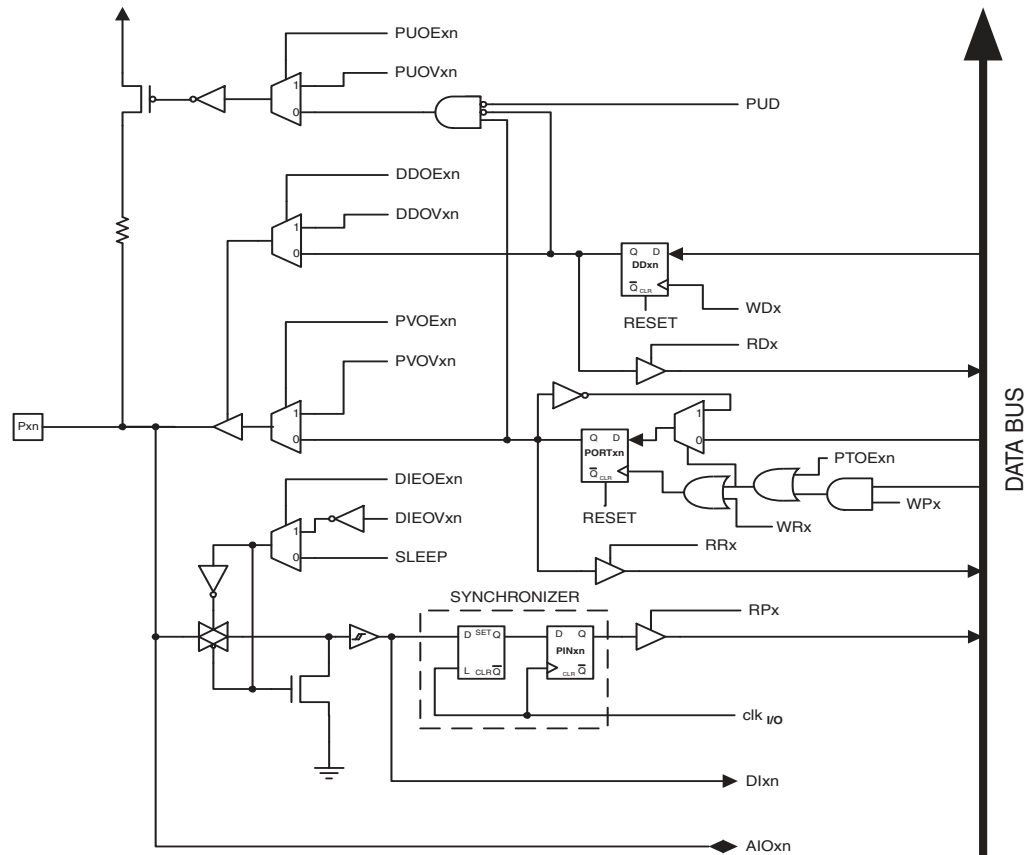 PUOExn
PUOVxn
1
0
PUD
DDOExn
DDOVxn
1
0
Q D
DDxn
Q CLR
WDx
RESET
RDx
PVOExn
PVOVxn
1
0
Pxn
1
0
Q D
PORTxn
Q CLR
RESET
PTOExn
WPx
WRx
RRx
DATA BUS
DIEOExn
DIEOVxn
1
0
SLEEP
SYNCHRONIZER
D SET Q
L CLR Q
D Q
PINxn
CLR Q
RPx
clk I/O
DIxn
AIOxn